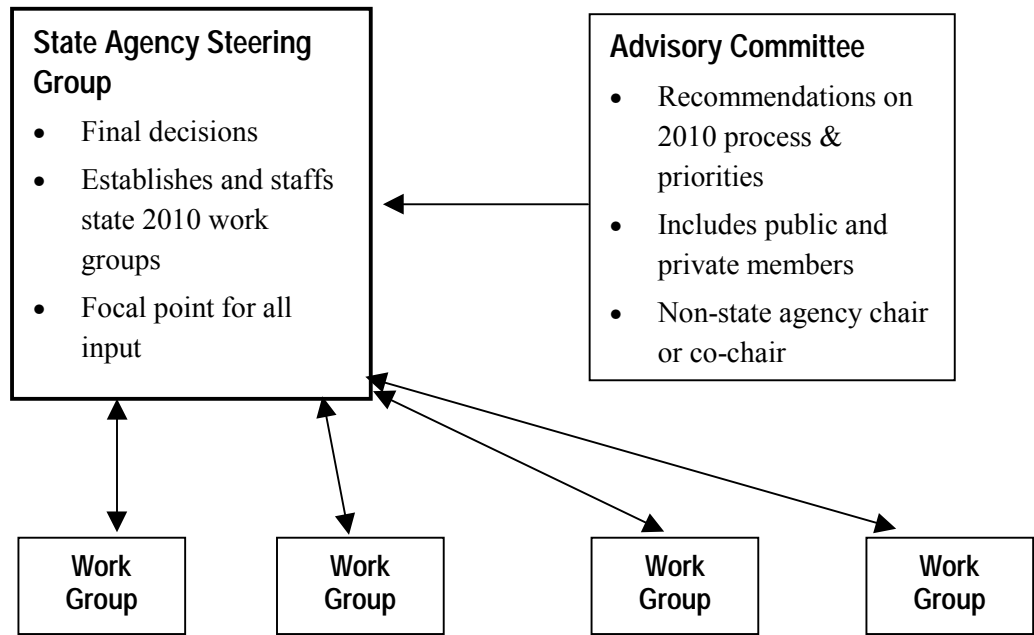 State Agency Steering
Group
• Final decisions
• Establishes and staffs
state 2010 work
groups
• Focal point for all
input
Advisory Committee
• Recommendations on
2010 process &
priorities
• Includes public and
private members
• Non-state agency chair
or co-chair
Work
Group
Work
Group
Work
Group
Work
Group